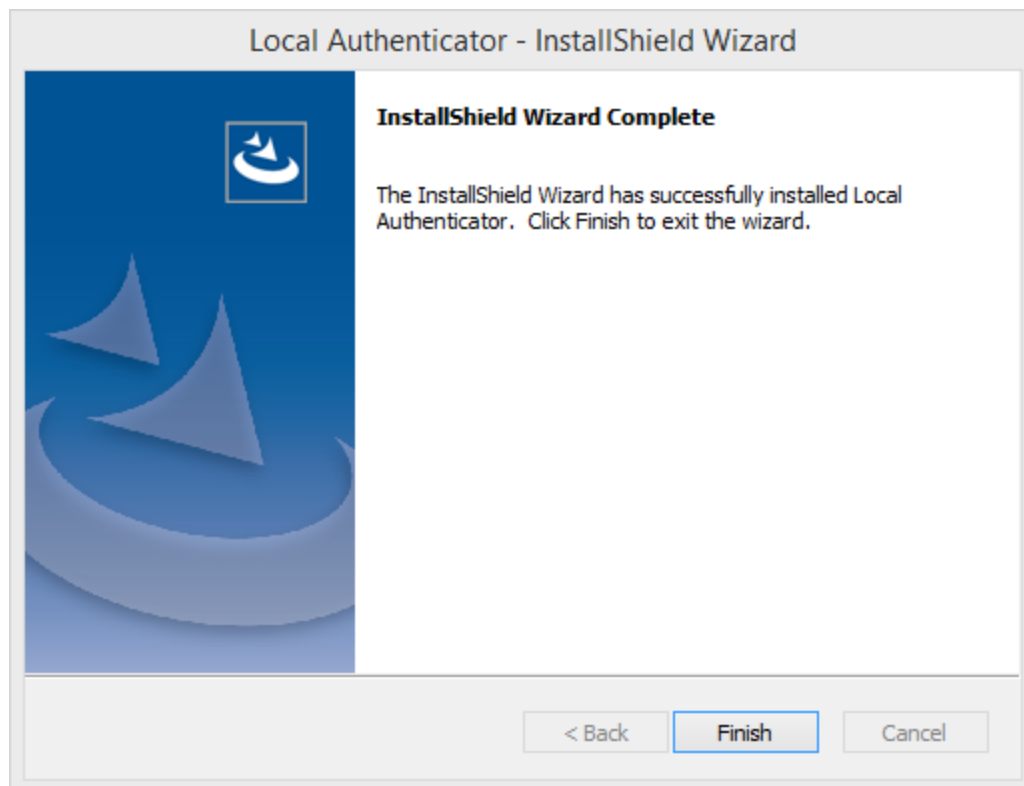 Local Authenticator - InstallShield Wizard
InstallShield Wizard Complete
The InstallShield Wizard has successfully installed Local
Authenticator.  Click Finish to exit the wizard.
< Back
Finish
Cancel